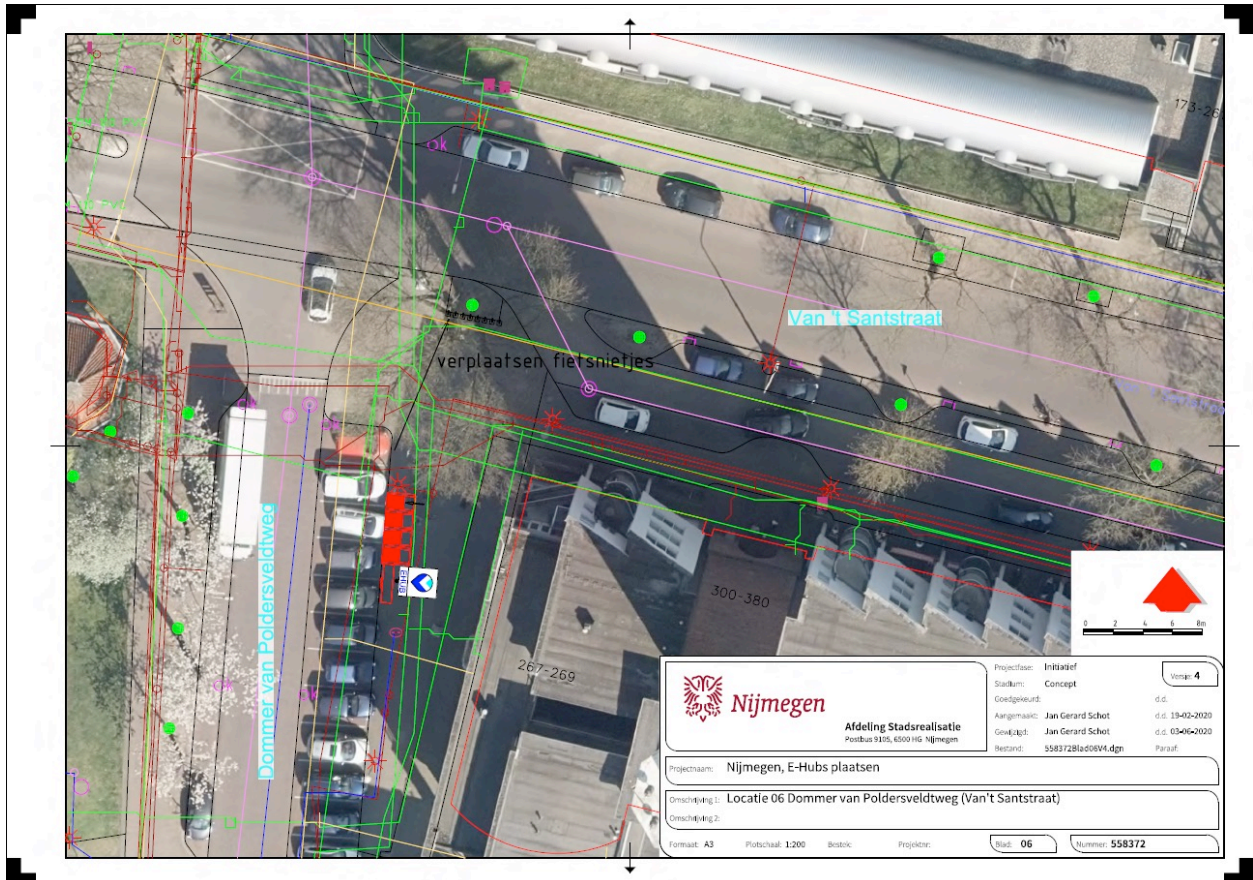 173-26
Ok
Van 't Santstraat
verplaatsen fietsnietjes
Dommer van Poldersveldtweg
EHUB
Ok
300-380
267-269
0 2 4 6 8m
Nijmegen
Afdeling Stadsrealisatie
Postbus 9105, 6500 HG Nijmegen
Projectfase: Initiatief
Versie: 4
Stadium: Concept
Goedgekeurd: d.d.
Aangemaakt: Jan Gerard Schot d.d. 19-02-2020
Gewijzigd: Jan Gerard Schot d.d. 03-06-2020
Bestand: 558372Blad06V4.dgn Paraaf:
Projectnaam: Nijmegen, E-Hubs plaatsen
Omschrijving 1: Locatie 06 Dommer van Poldersveldtweg (Van't Santstraat)
Omschrijving 2:
Formaat: A3 Plotschaal: 1:200 Bestek: Projektnr: Blad: 06 Nummer: 558372